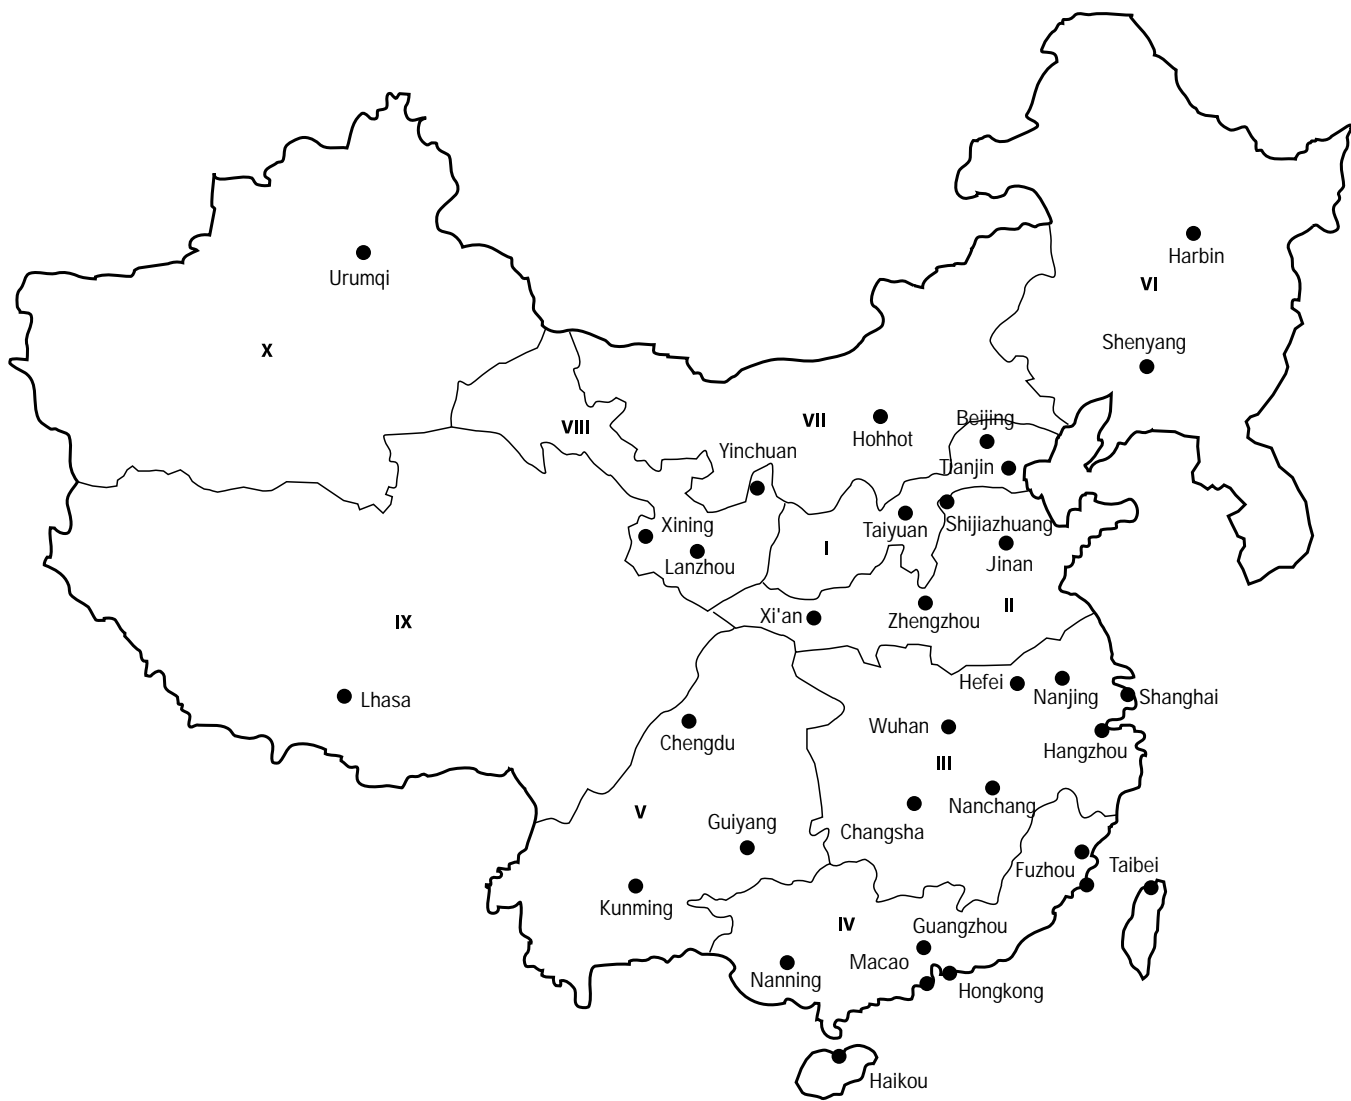 Harbin
Urumqi
VI
Shenyang
X
Beijing
VII
VIII
Hohhot
Yinchuan
Tianjin
Xining
Taiyuan
Shijiazhuang
I
Lanzhou
Jinan
II
Xi'an
Zhengzhou
IX
Hefei
Nanjing
Shanghai
Lhasa
Wuhan
Chengdu
Hangzhou
III
Nanchang
V
Guiyang
Changsha
Fuzhou
Taibei
Kunming
IV
Guangzhou
Macao
Nanning
Hongkong
Haikou